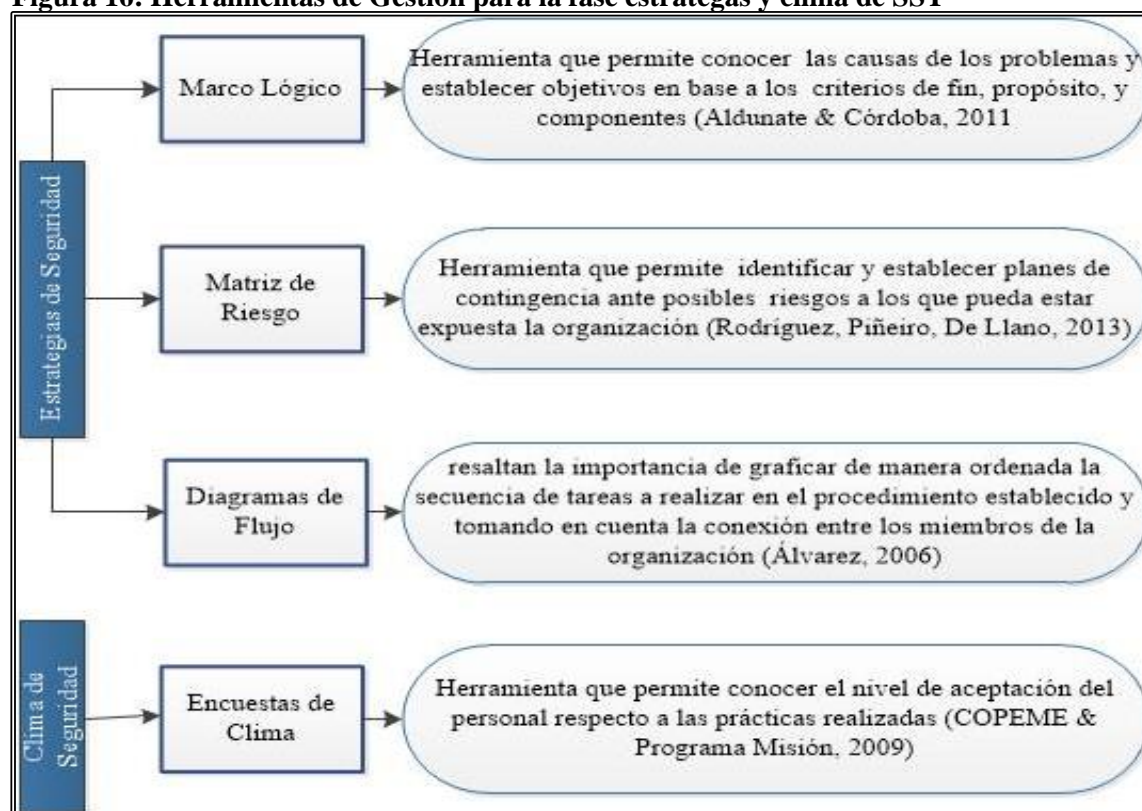 Figura 10: Herramientas de Gestión para la fase estrategas y clima de SST
Estrategias de Seguridad
Marco Lógico
Herramienta que permite conocer las causas de los problemas y
establecer objetivos en base a los criterios de fin, propósito, y
componentes (Aldunate & Córdoba, 2011
Matriz de
Riesgo
Herramienta que permite identificar y establecer planes de
contingencia ante posibles riesgos a los que pueda estar
expuesta la organización (Rodríguez, Piñeiro, De Llano, 2013)
Diagramas de
Flujo
resaltan la importancia de graficar de manera ordenada la
secuencia de tareas a realizar en el procedimiento establecido y
tomando en cuenta la conexión entre los miembros de la
organización (Álvarez, 2006)
Clima de
Seguridad
Encuestas de
Clima
Herramienta que permite conocer el nivel de aceptación del
personal respecto a las prácticas realizadas (COPEME &
Programa Misión, 2009)